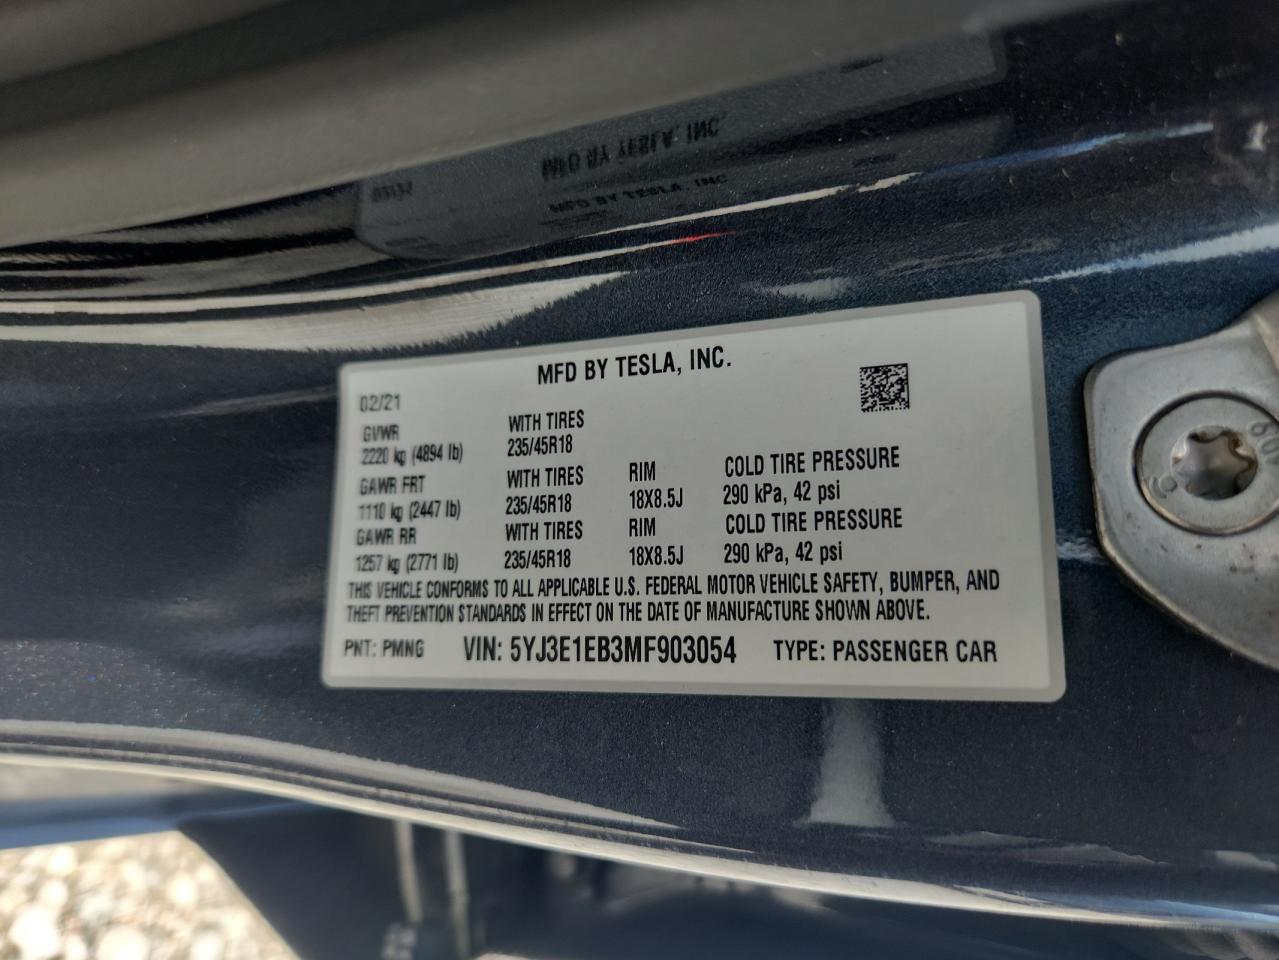 MFD BY TESLA, INC.
MFD BY TESLA, INC.
02/21
GVWR
2220 kg (4894 lb)
WITH TIRES
235/45R18
GAWR FRT
1110 kg (2447 lb)
WITH TIRES
235/45R18
RIM
18X8.5J
COLD TIRE PRESSURE
290 kPa, 42 psi
GAWR RR
1257 kg (2771 lb)
WITH TIRES
235/45R18
RIM
18X8.5J
COLD TIRE PRESSURE
290 kPa, 42 psi
THIS VEHICLE CONFORMS TO ALL APPLICABLE U.S. FEDERAL MOTOR VEHICLE SAFETY, BUMPER, AND
THEFT PREVENTION STANDARDS IN EFFECT ON THE DATE OF MANUFACTURE SHOWN ABOVE.
PNT: PMNG VIN: 5YJ3E1EB3MF903054 TYPE: PASSENGER CAR